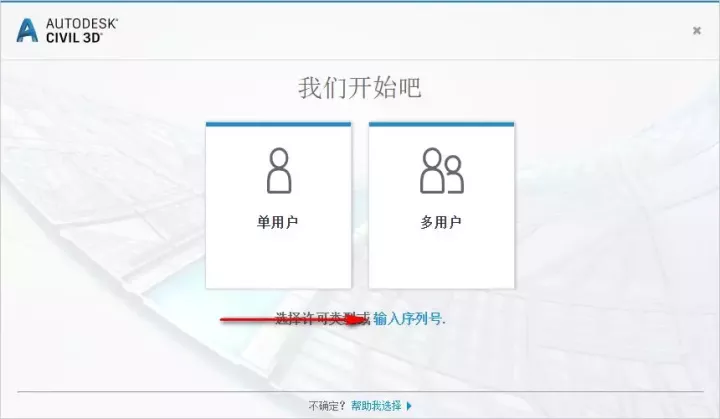 AUTODESK®
CIVIL 3D®
我们开始吧
单用户
多用户
选择许可类型或 输入序列号.
不确定? 帮助我选择